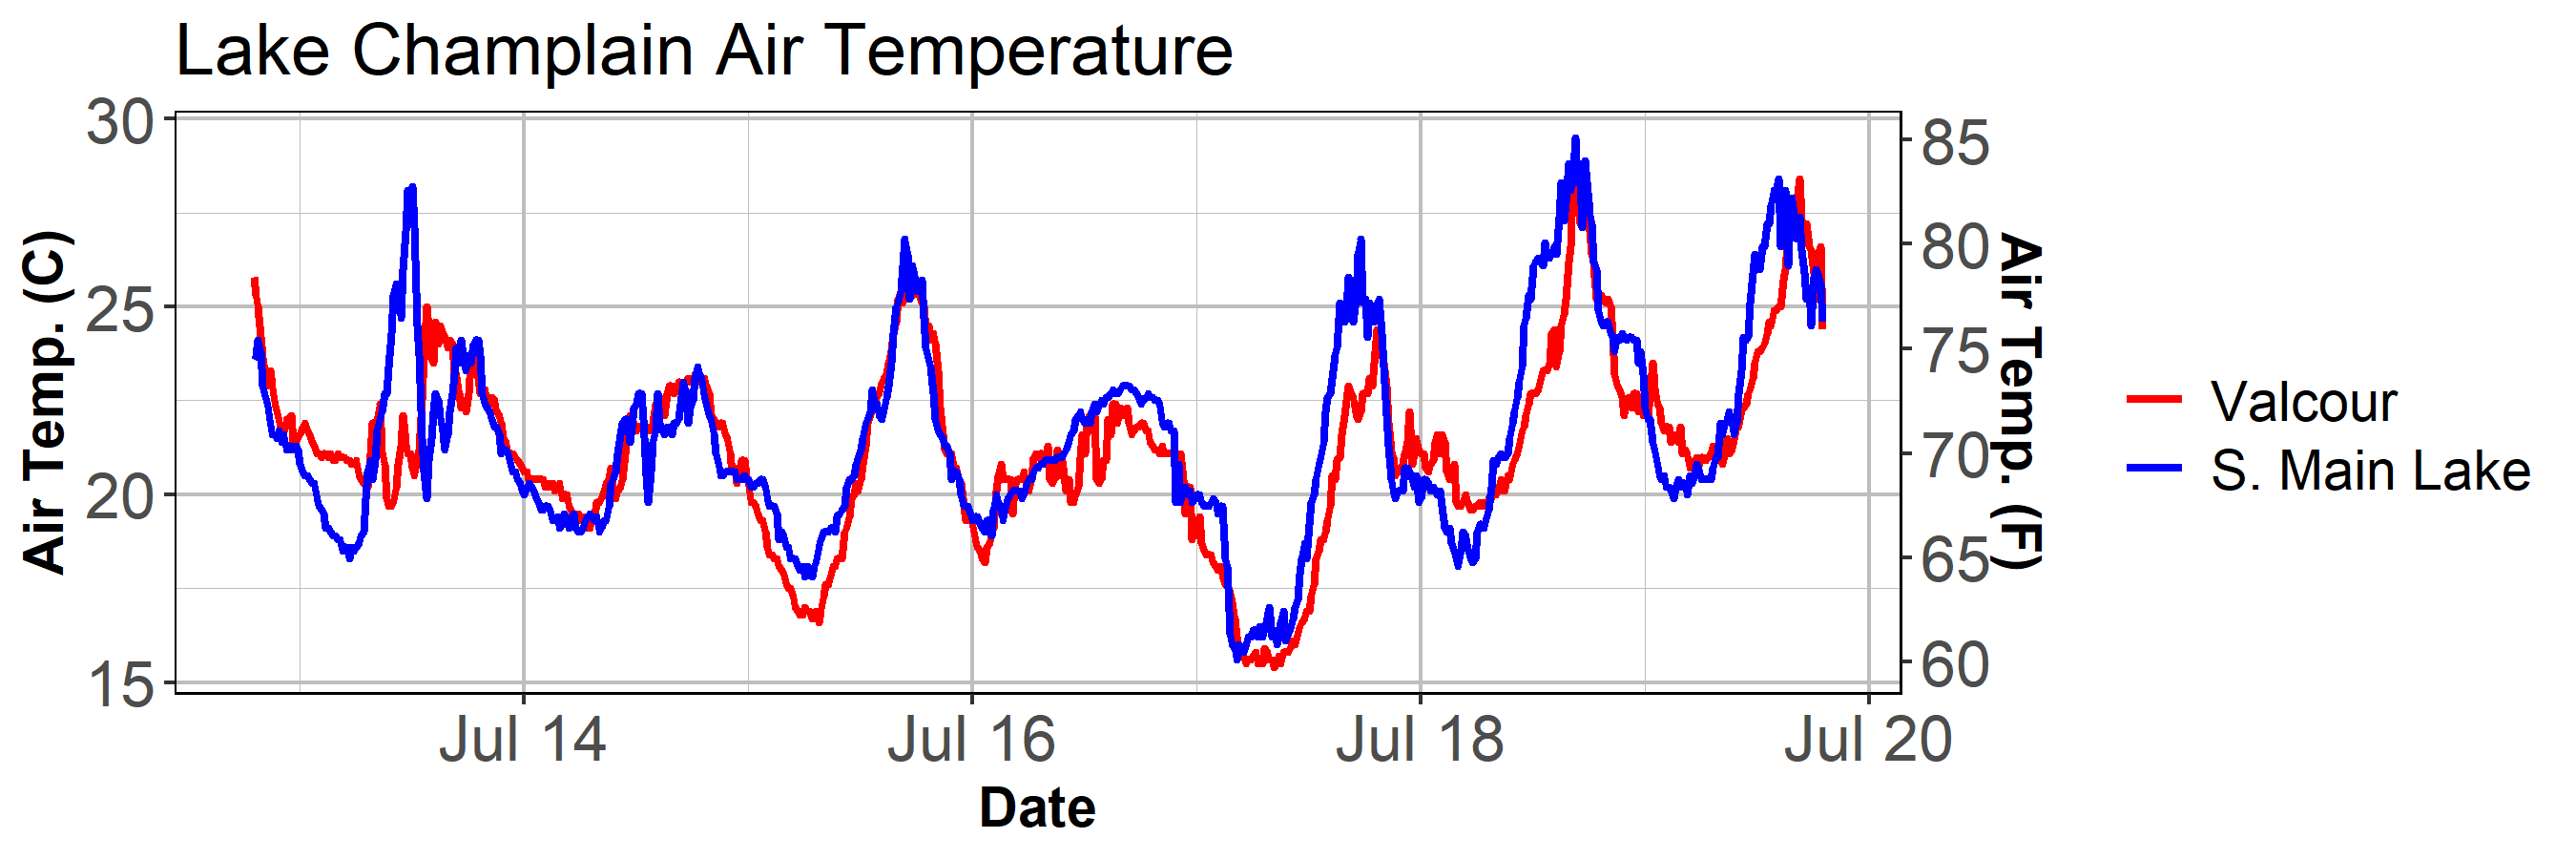 Lake Champlain Air Temperature
30
25
20
15
Air Temp. (C)
85
80
75
70
65
60
Air Temp. (F)
Jul 14
Jul 16
Jul 18
Jul 20
Date
Valcour
S. Main Lake